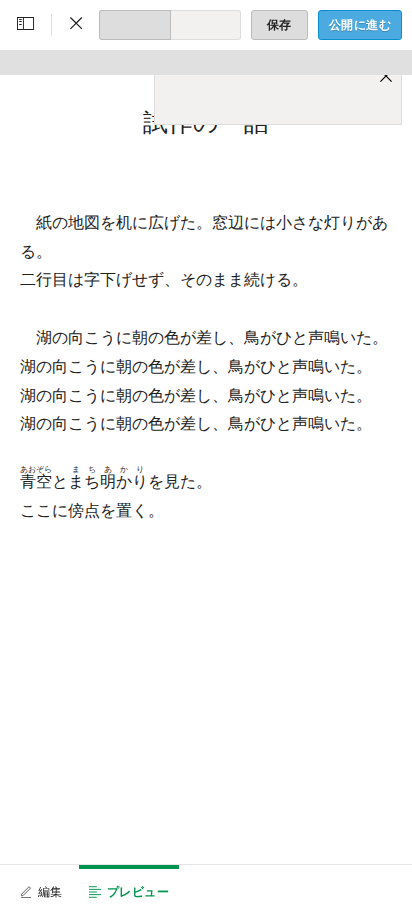 保存
公開に進む
　紙の地図を机に広げた。窓辺には小さな灯りがあ
る。
二行目は字下げせず、そのまま続ける。
　湖の向こうに朝の色が差し、鳥がひと声鳴いた。
湖の向こうに朝の色が差し、鳥がひと声鳴いた。
湖の向こうに朝の色が差し、鳥がひと声鳴いた。
湖の向こうに朝の色が差し、鳥がひと声鳴いた。
あおぞら まちあかり
青空とまち明かりを見た。
ここに傍点を置く。
編集
プレビュー